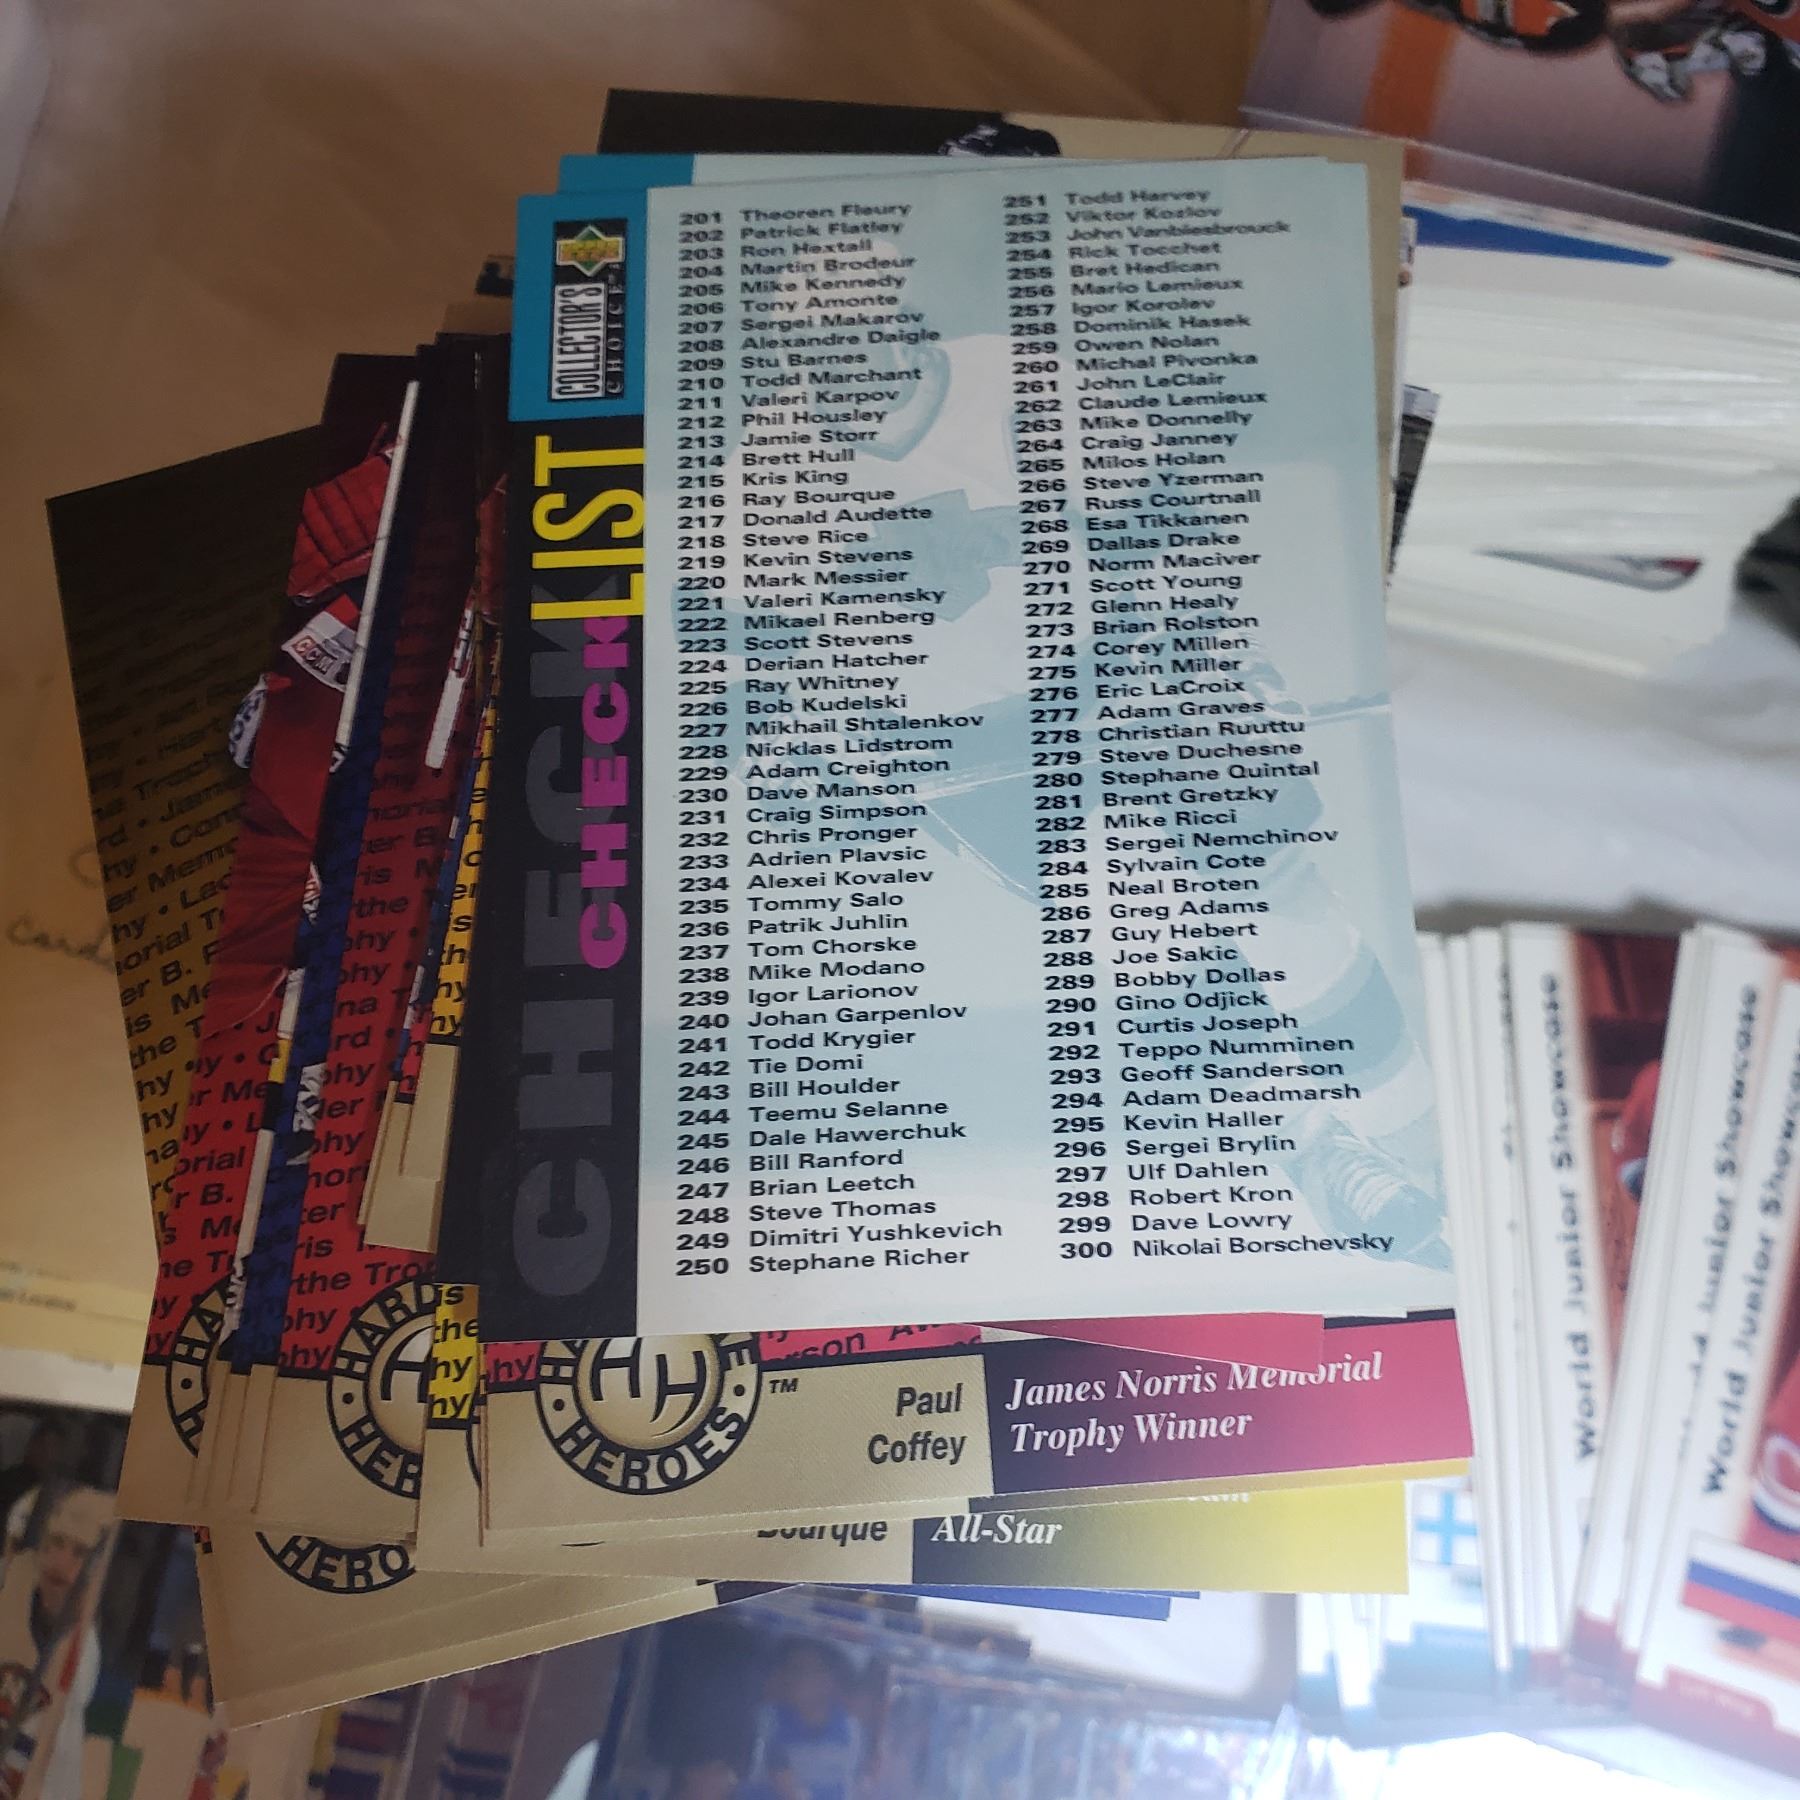 COLLECTOR'S
CHOICE
CHECK
CHECKLIST
201 Theoren Fleury
202 Patrick Flatley
203 Ron Hextall
204 Martin Brodeur
205 Mike Kennedy
206 Tony Amonte
207 Sergei Makarov
208 Alexandre Daigle
209 Stu Barnes
210 Todd Marchant
211 Valeri Karpov
212 Phil Housley
213 Jamie Storr
214 Brett Hull
215 Kris King
216 Ray Bourque
217 Donald Audette
218 Steve Rice
219 Kevin Stevens
220 Mark Messier
221 Valeri Kamensky
222 Mikael Renberg
223 Scott Stevens
224 Derian Hatcher
225 Ray Whitney
226 Bob Kudelski
227 Mikhail Shtalenkov
228 Nicklas Lidstrom
229 Adam Creighton
230 Dave Manson
231 Craig Simpson
232 Chris Pronger
233 Adrien Plavsic
234 Alexei Kovalev
235 Tommy Salo
236 Patrik Juhlin
237 Tom Chorske
238 Mike Modano
239 Igor Larionov
240 Johan Garpenlov
241 Todd Krygier
242 Tie Domi
243 Bill Houlder
244 Teemu Selanne
245 Dale Hawerchuk
246 Bill Ranford
247 Brian Leetch
248 Steve Thomas
249 Dimitri Yushkevich
250 Stephane Richer
251 Todd Harvey
252 Viktor Kozlov
253 John Vanbiesbrouck
254 Rick Tocchet
255 Bret Hedican
256 Mario Lemieux
257 Igor Korolev
258 Dominik Hasek
259 Owen Nolan
260 Michal Pivonka
261 John LeClair
262 Claude Lemieux
263 Mike Donnelly
264 Craig Janney
265 Milos Holan
266 Steve Yzerman
267 Russ Courtnall
268 Esa Tikkanen
269 Dallas Drake
270 Norm Maciver
271 Scott Young
272 Glenn Healy
273 Brian Rolston
274 Corey Millen
275 Kevin Miller
276 Eric LaCroix
277 Adam Graves
278 Christian Ruuttu
279 Steve Duchesne
280 Stephane Quintal
281 Brent Gretzky
282 Mike Ricci
283 Sergei Nemchinov
284 Sylvain Cote
285 Neal Broten
286 Greg Adams
287 Guy Hebert
288 Joe Sakic
289 Bobby Dollas
290 Gino Odjick
291 Curtis Joseph
292 Teppo Numminen
293 Geoff Sanderson
294 Adam Deadmarsh
295 Kevin Haller
296 Sergei Brylin
297 Ulf Dahlen
298 Robert Kron
299 Dave Lowry
300 Nikolai Borschevsky
CCM
HH
HEROES
TM
Paul
Coffey
James Norris Memorial
Trophy Winner
Bourque
All-Star
World Junior Showcase
World Junior Showcase
World Junior Showcase